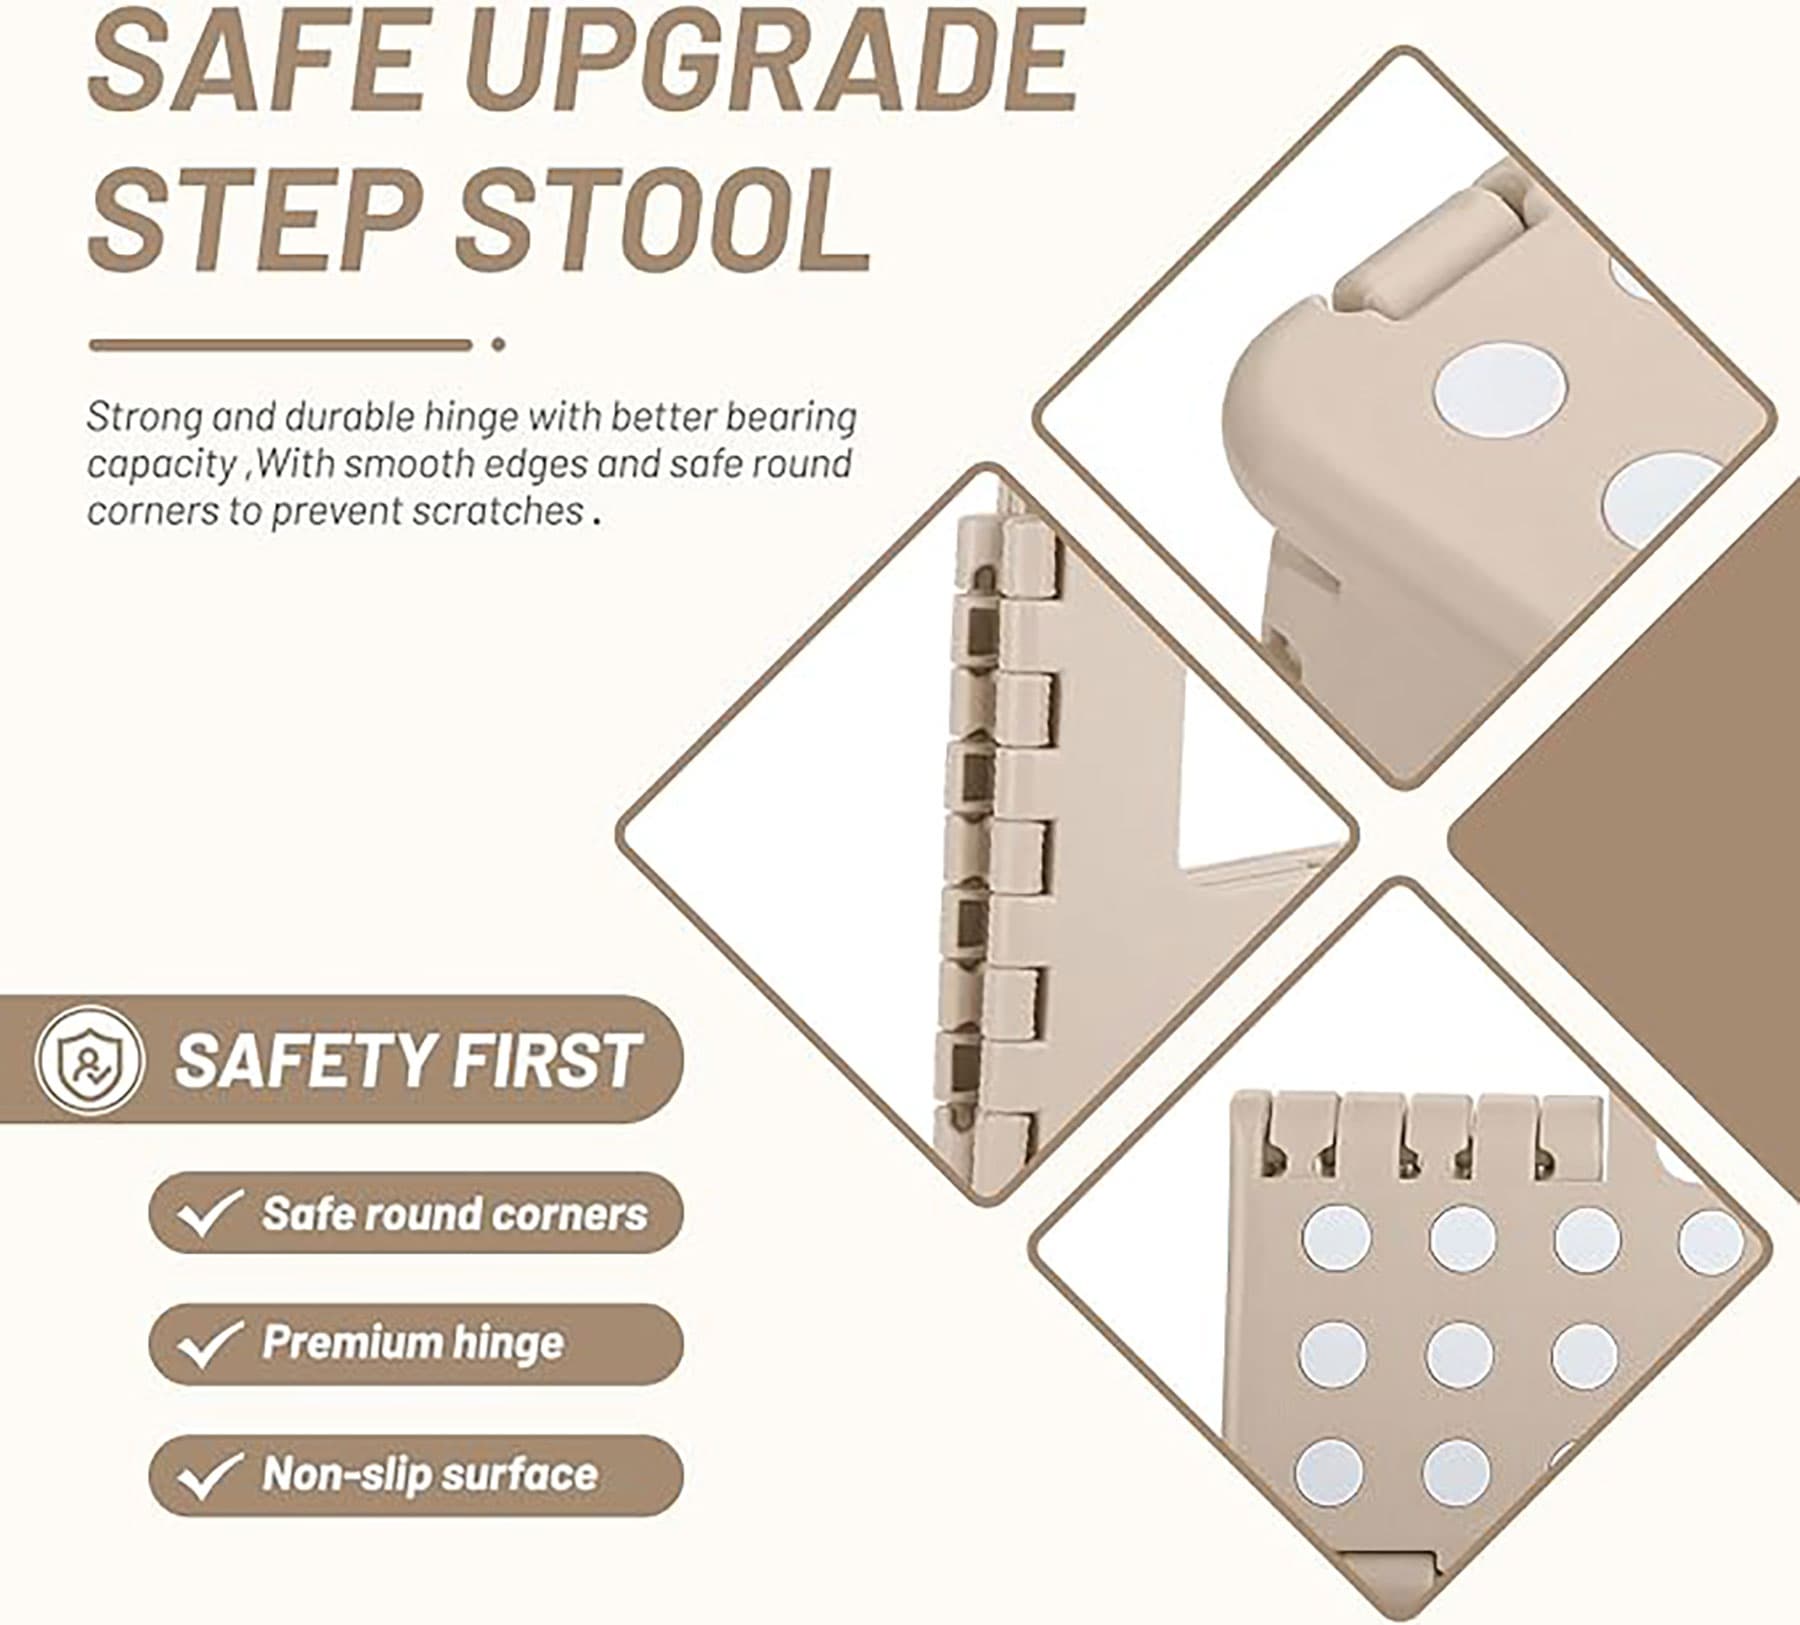 SAFE UPGRADE
STEP STOOL
Strong and durable hinge with better bearing
capacity ,With smooth edges and safe round
corners to prevent scratches .
SAFETY FIRST
Safe round corners
Premium hinge
Non-slip surface